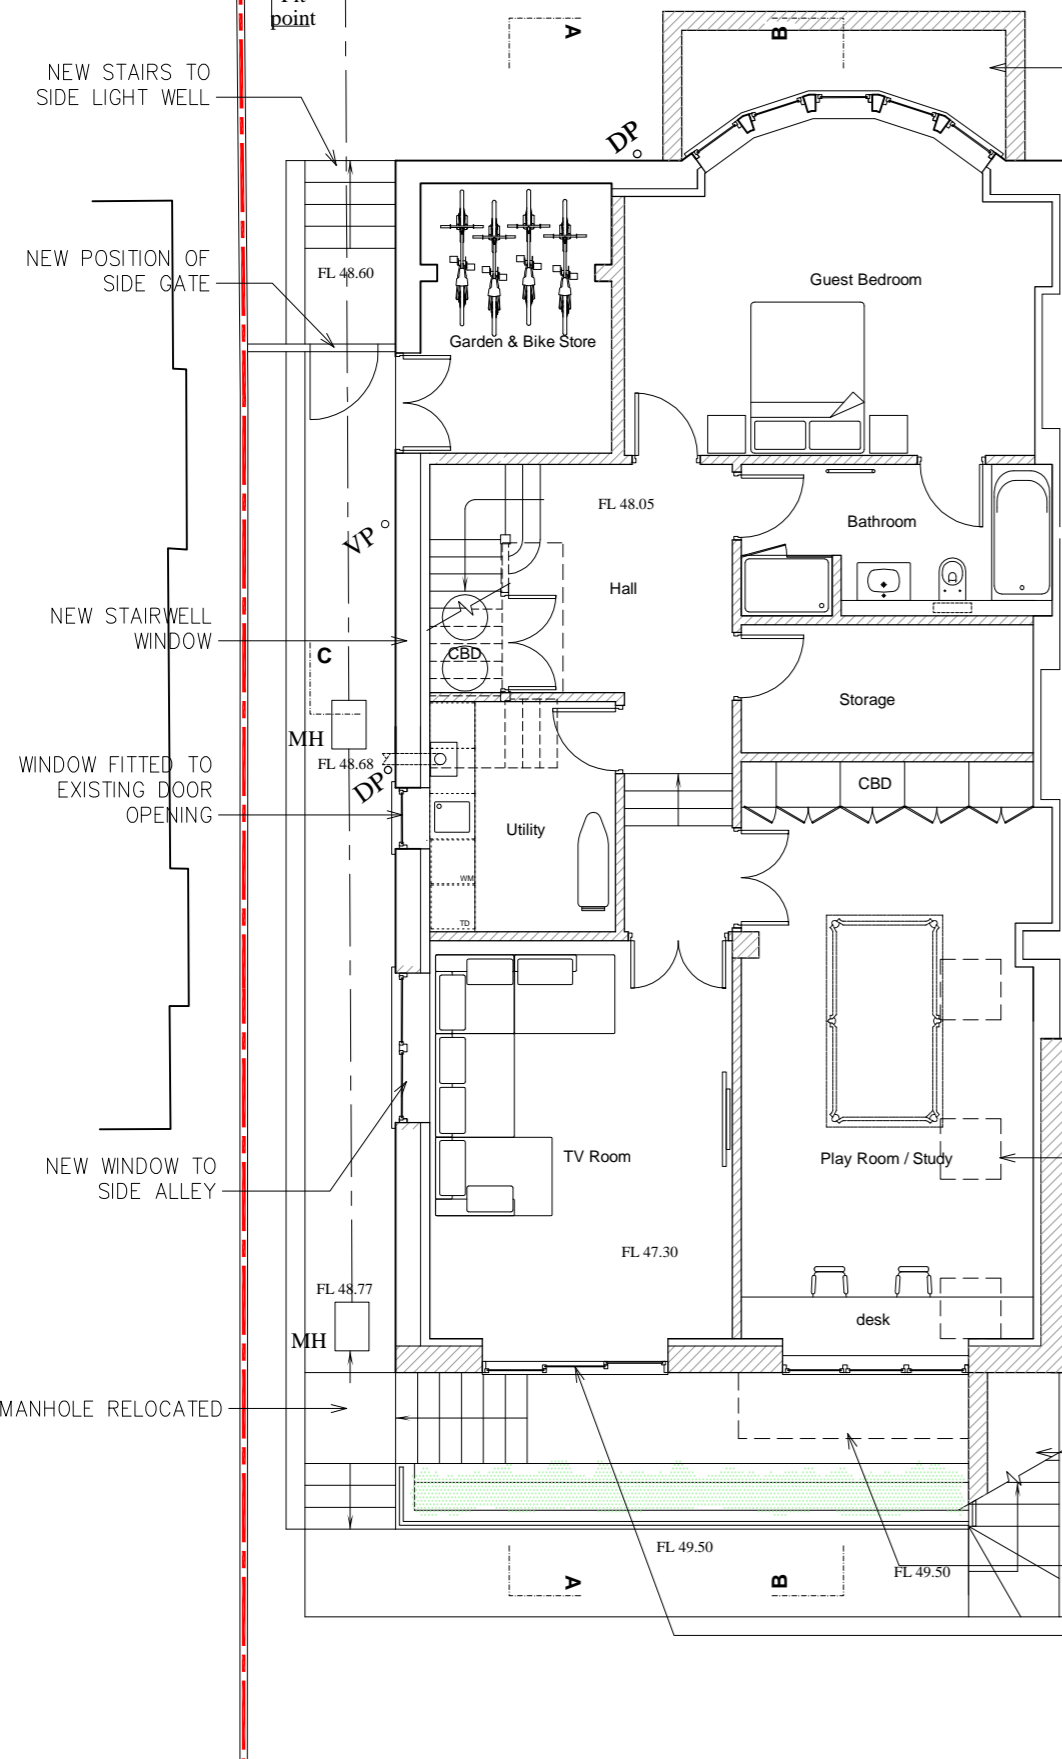 Pit
point
A
B
NEW STAIRS TO
SIDE LIGHT WELL
DP
NEW POSITION OF
SIDE GATE
FL 48.60
Guest Bedroom
Garden & Bike Store
FL 48.05
Bathroom
VP
Hall
NEW STAIRWELL
WINDOW
C
CBD
Storage
MH
FL 48.68
WINDOW FITTED TO
EXISTING DOOR
OPENING
DP
CBD
Utility
WM
TD
NEW WINDOW TO
SIDE ALLEY
TV Room
Play Room / Study
FL 47.30
FL 48.77
MH
desk
MANHOLE RELOCATED
FL 49.50
FL 49.50
A
B